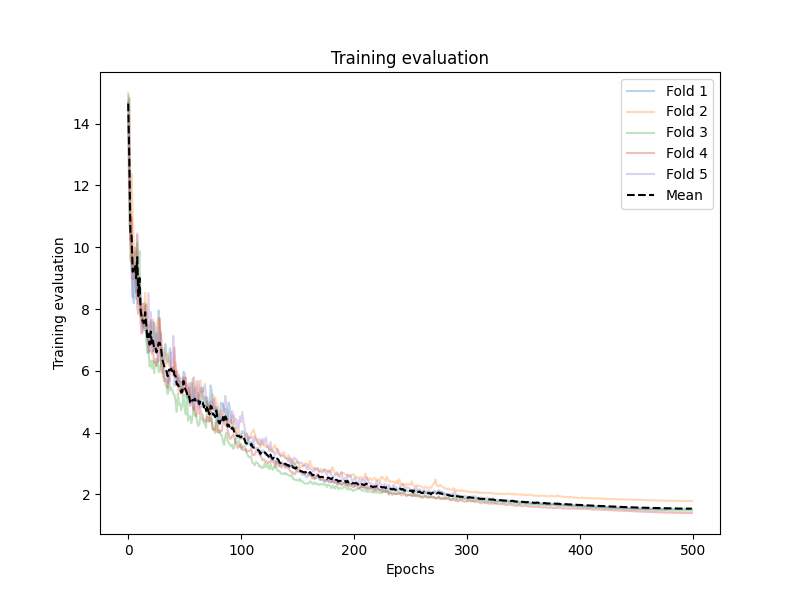 Training evaluation
Fold 1
Fold 2
Fold 3
Fold 4
Fold 5
Mean
Training evaluation
14
12
10
8
6
4
2
0 100 200 300 400 500
Epochs